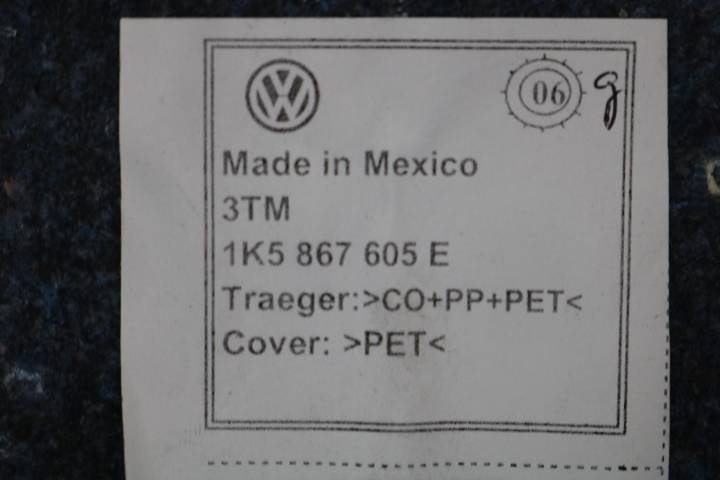 06 g
Made in Mexico
3TM
1K5 867 605 E
Traeger:>CO+PP+PET<
Cover: >PET<